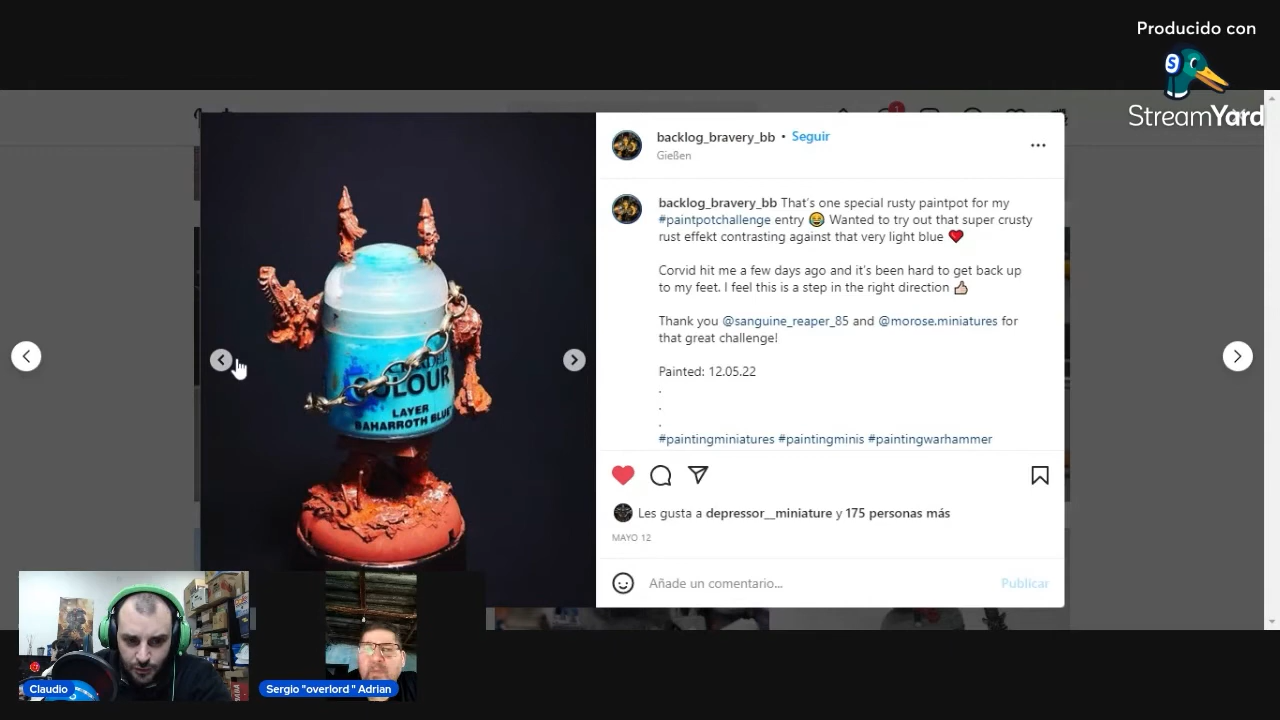 Producido con
StreamYard
backlog_bravery_bb • Seguir
Gießen
backlog_bravery_bb That's one special rusty paintpot for my
#paintpotchallenge entry 😂 Wanted to try out that super crusty
rust effekt contrasting against that very light blue ❤️
Corvid hit me a few days ago and it's been hard to get back up
to my feet. I feel this is a step in the right direction 👍🏻
Thank you @sanguine_reaper_85 and @morose.miniatures for
that great challenge!
Painted: 12.05.22
.
.
.
#paintingminiatures #paintingminis #paintingwarhammer
Les gusta a depressor__miniature y 175 personas más
MAYO 12
Añade un comentario...
Publicar
COLOUR
LAYER
BAHARROTH BLUE
Claudio
Sergio "overlord " Adrian